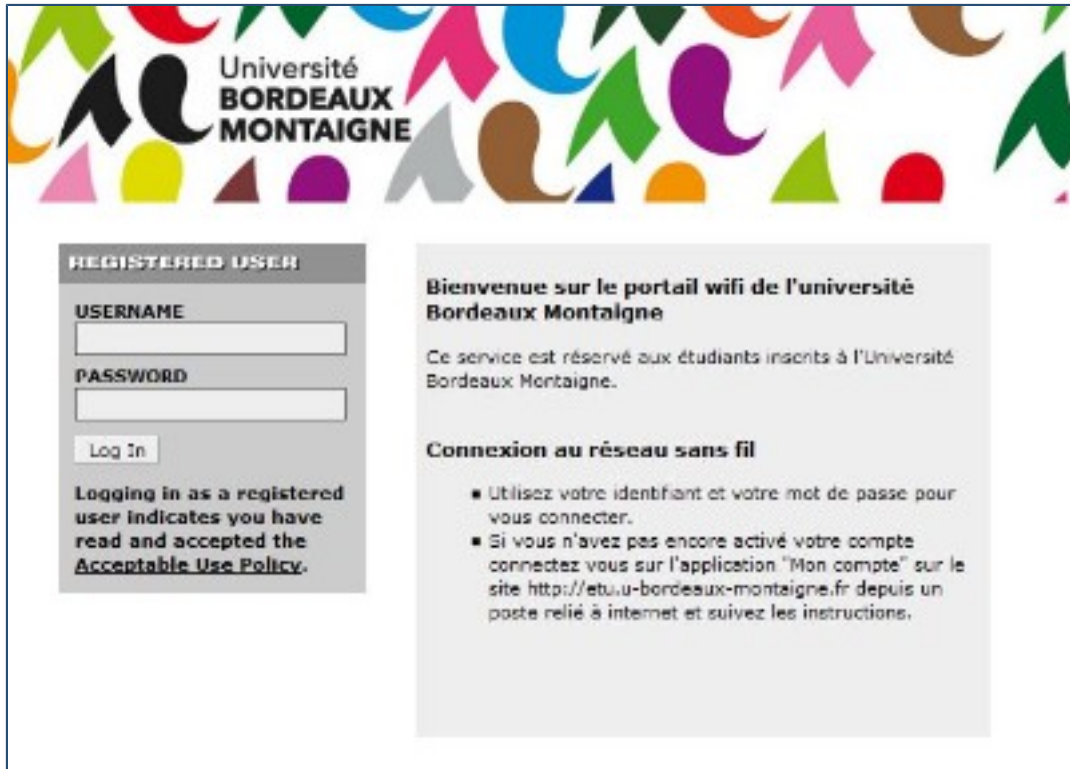 Université
BORDEAUX
MONTAIGNE
REGISTERED USER
USERNAME
PASSWORD
Log In
Logging in as a registered
user indicates you have
read and accepted the
Acceptable Use Policy.
Bienvenue sur le portail wifi de l'université
Bordeaux Montaigne
Ce service est réservé aux étudiants inscrits à l'Université
Bordeaux Montaigne.
Connexion au réseau sans fil
▪ Utilisez votre identifiant et votre mot de passe pour
vous connecter.
▪ Si vous n'avez pas encore activé votre compte
connectez vous sur l'application "Mon compte" sur le
site http://etu.u-bordeaux-montaigne.fr depuis un
poste relié à internet et suivez les instructions.